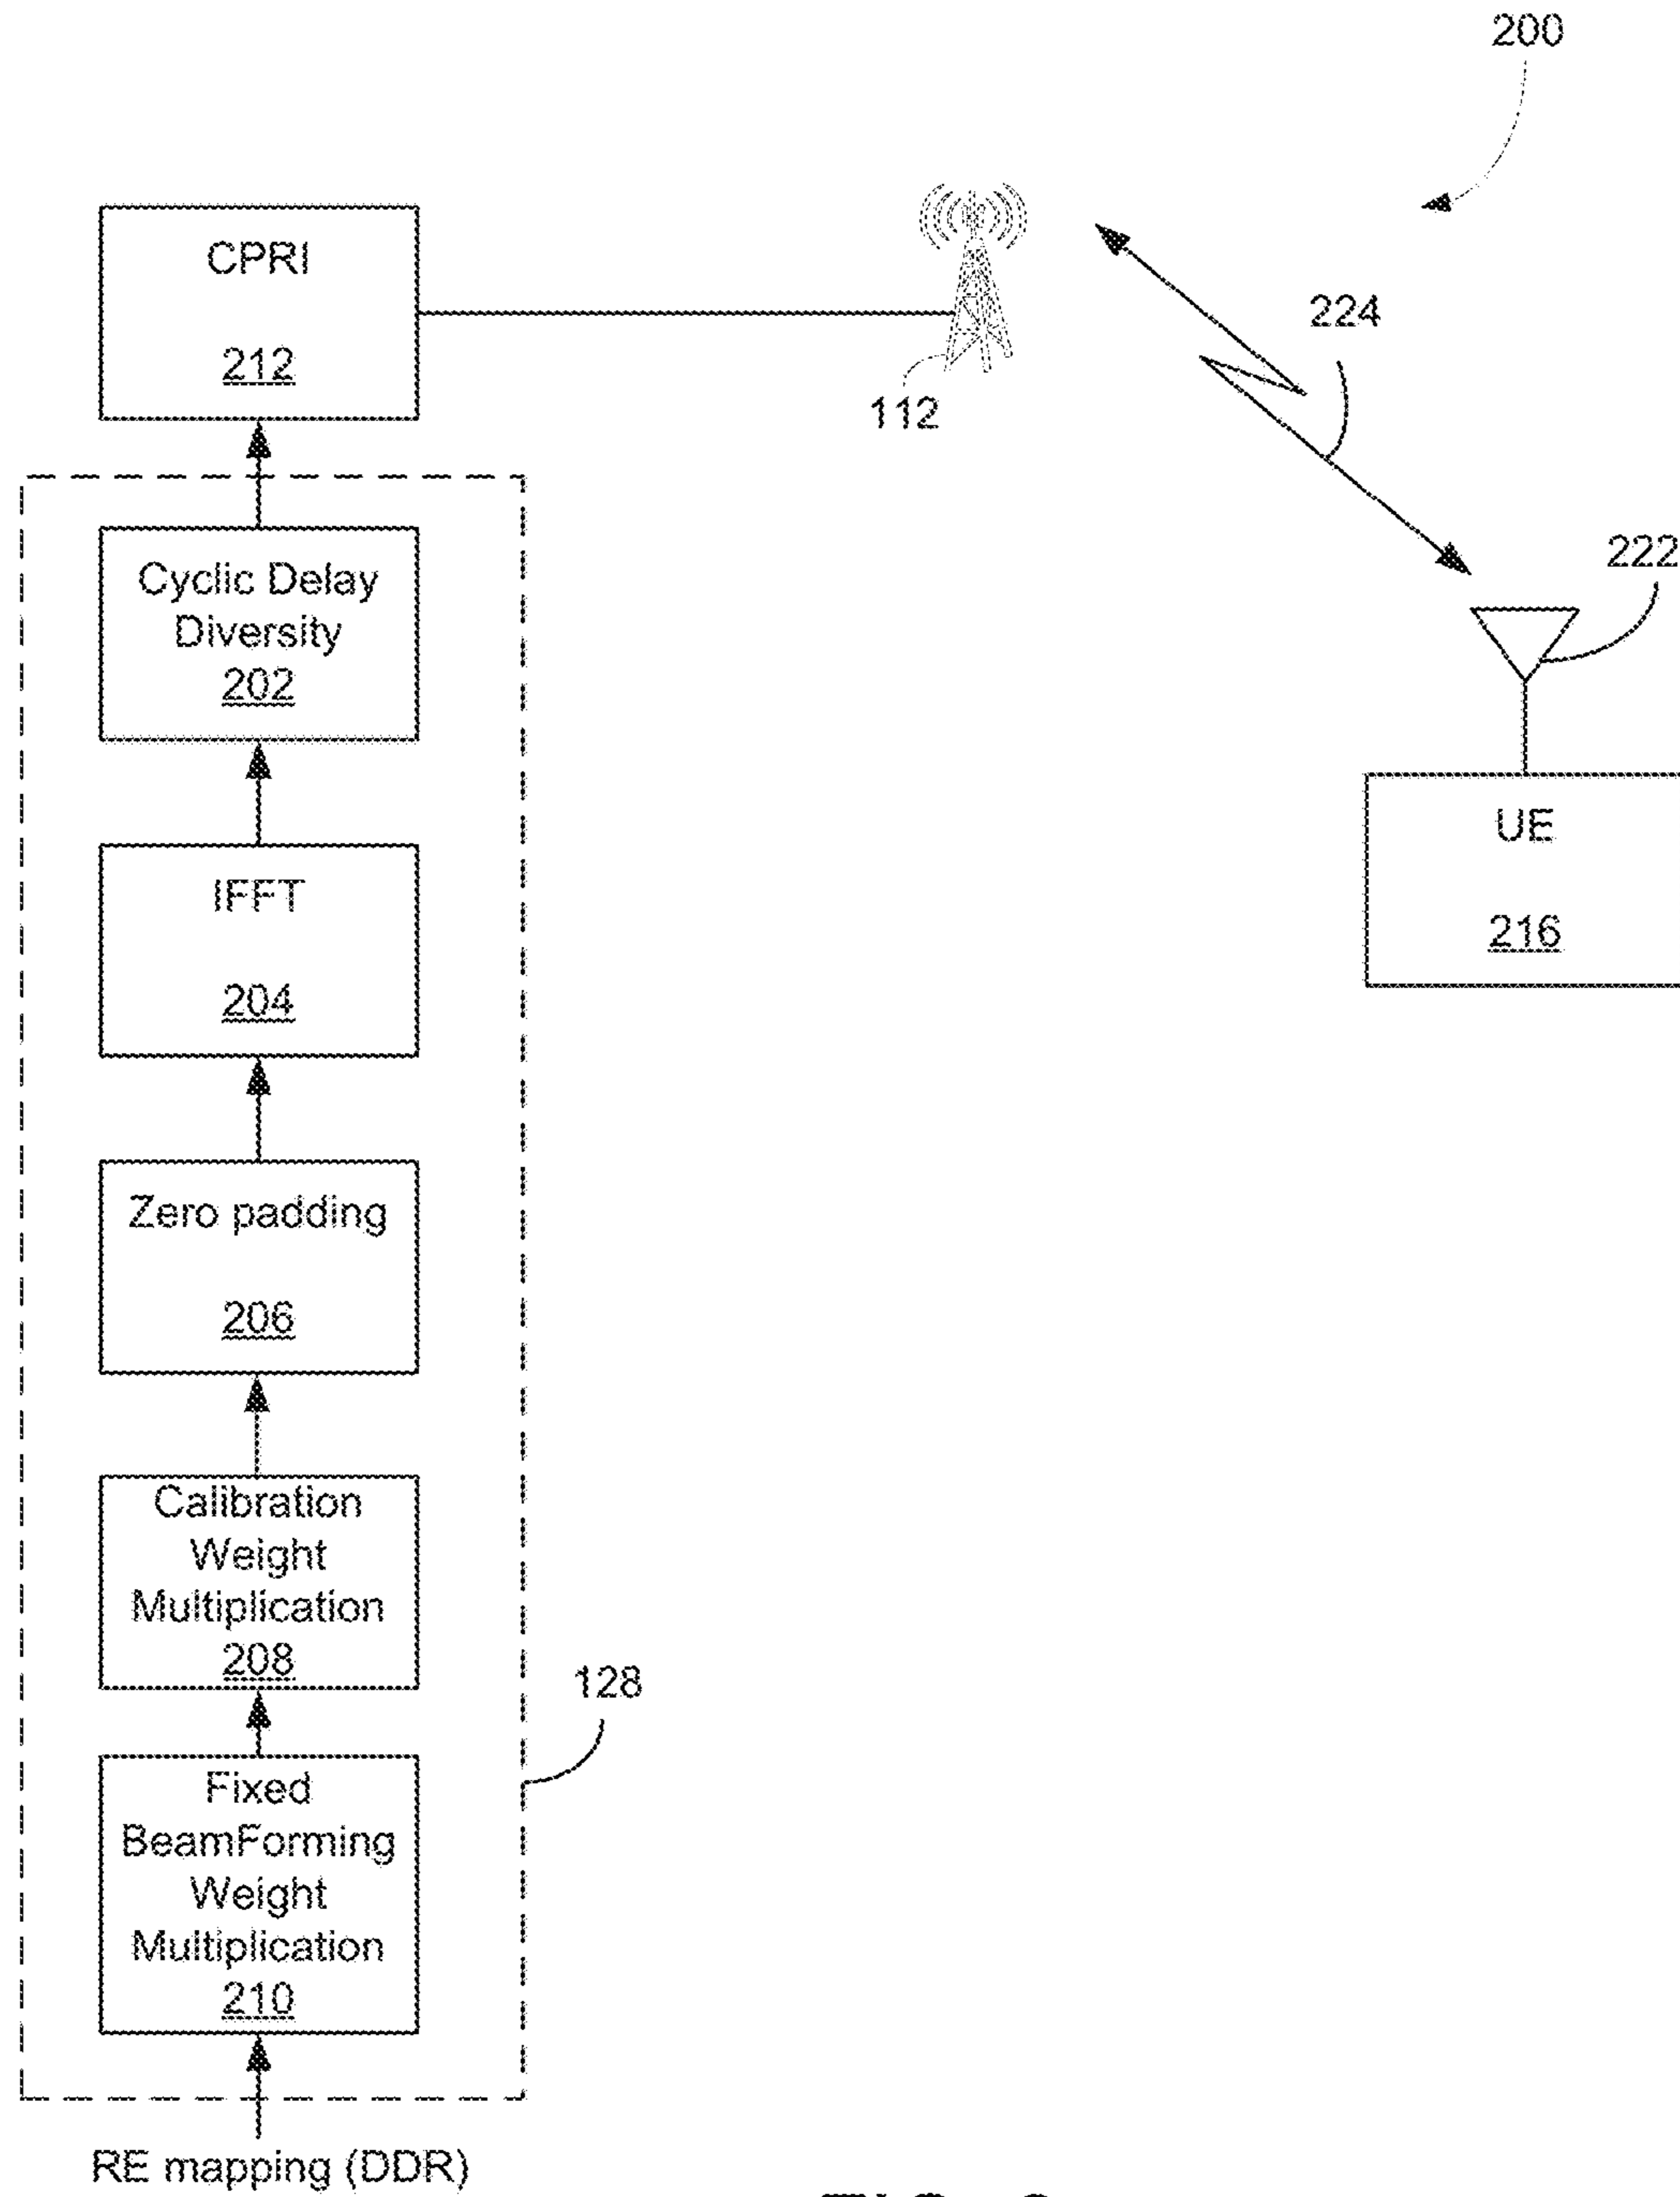 200
CPRI
212
112
224
Cyclic Delay
Diversity
202
222
IFFT
204
UE
216
Zero padding
206
Calibration
Weight
Multiplication
208
128
Fixed
BeamForming
Weight
Multiplication
210
RE mapping (DDR)